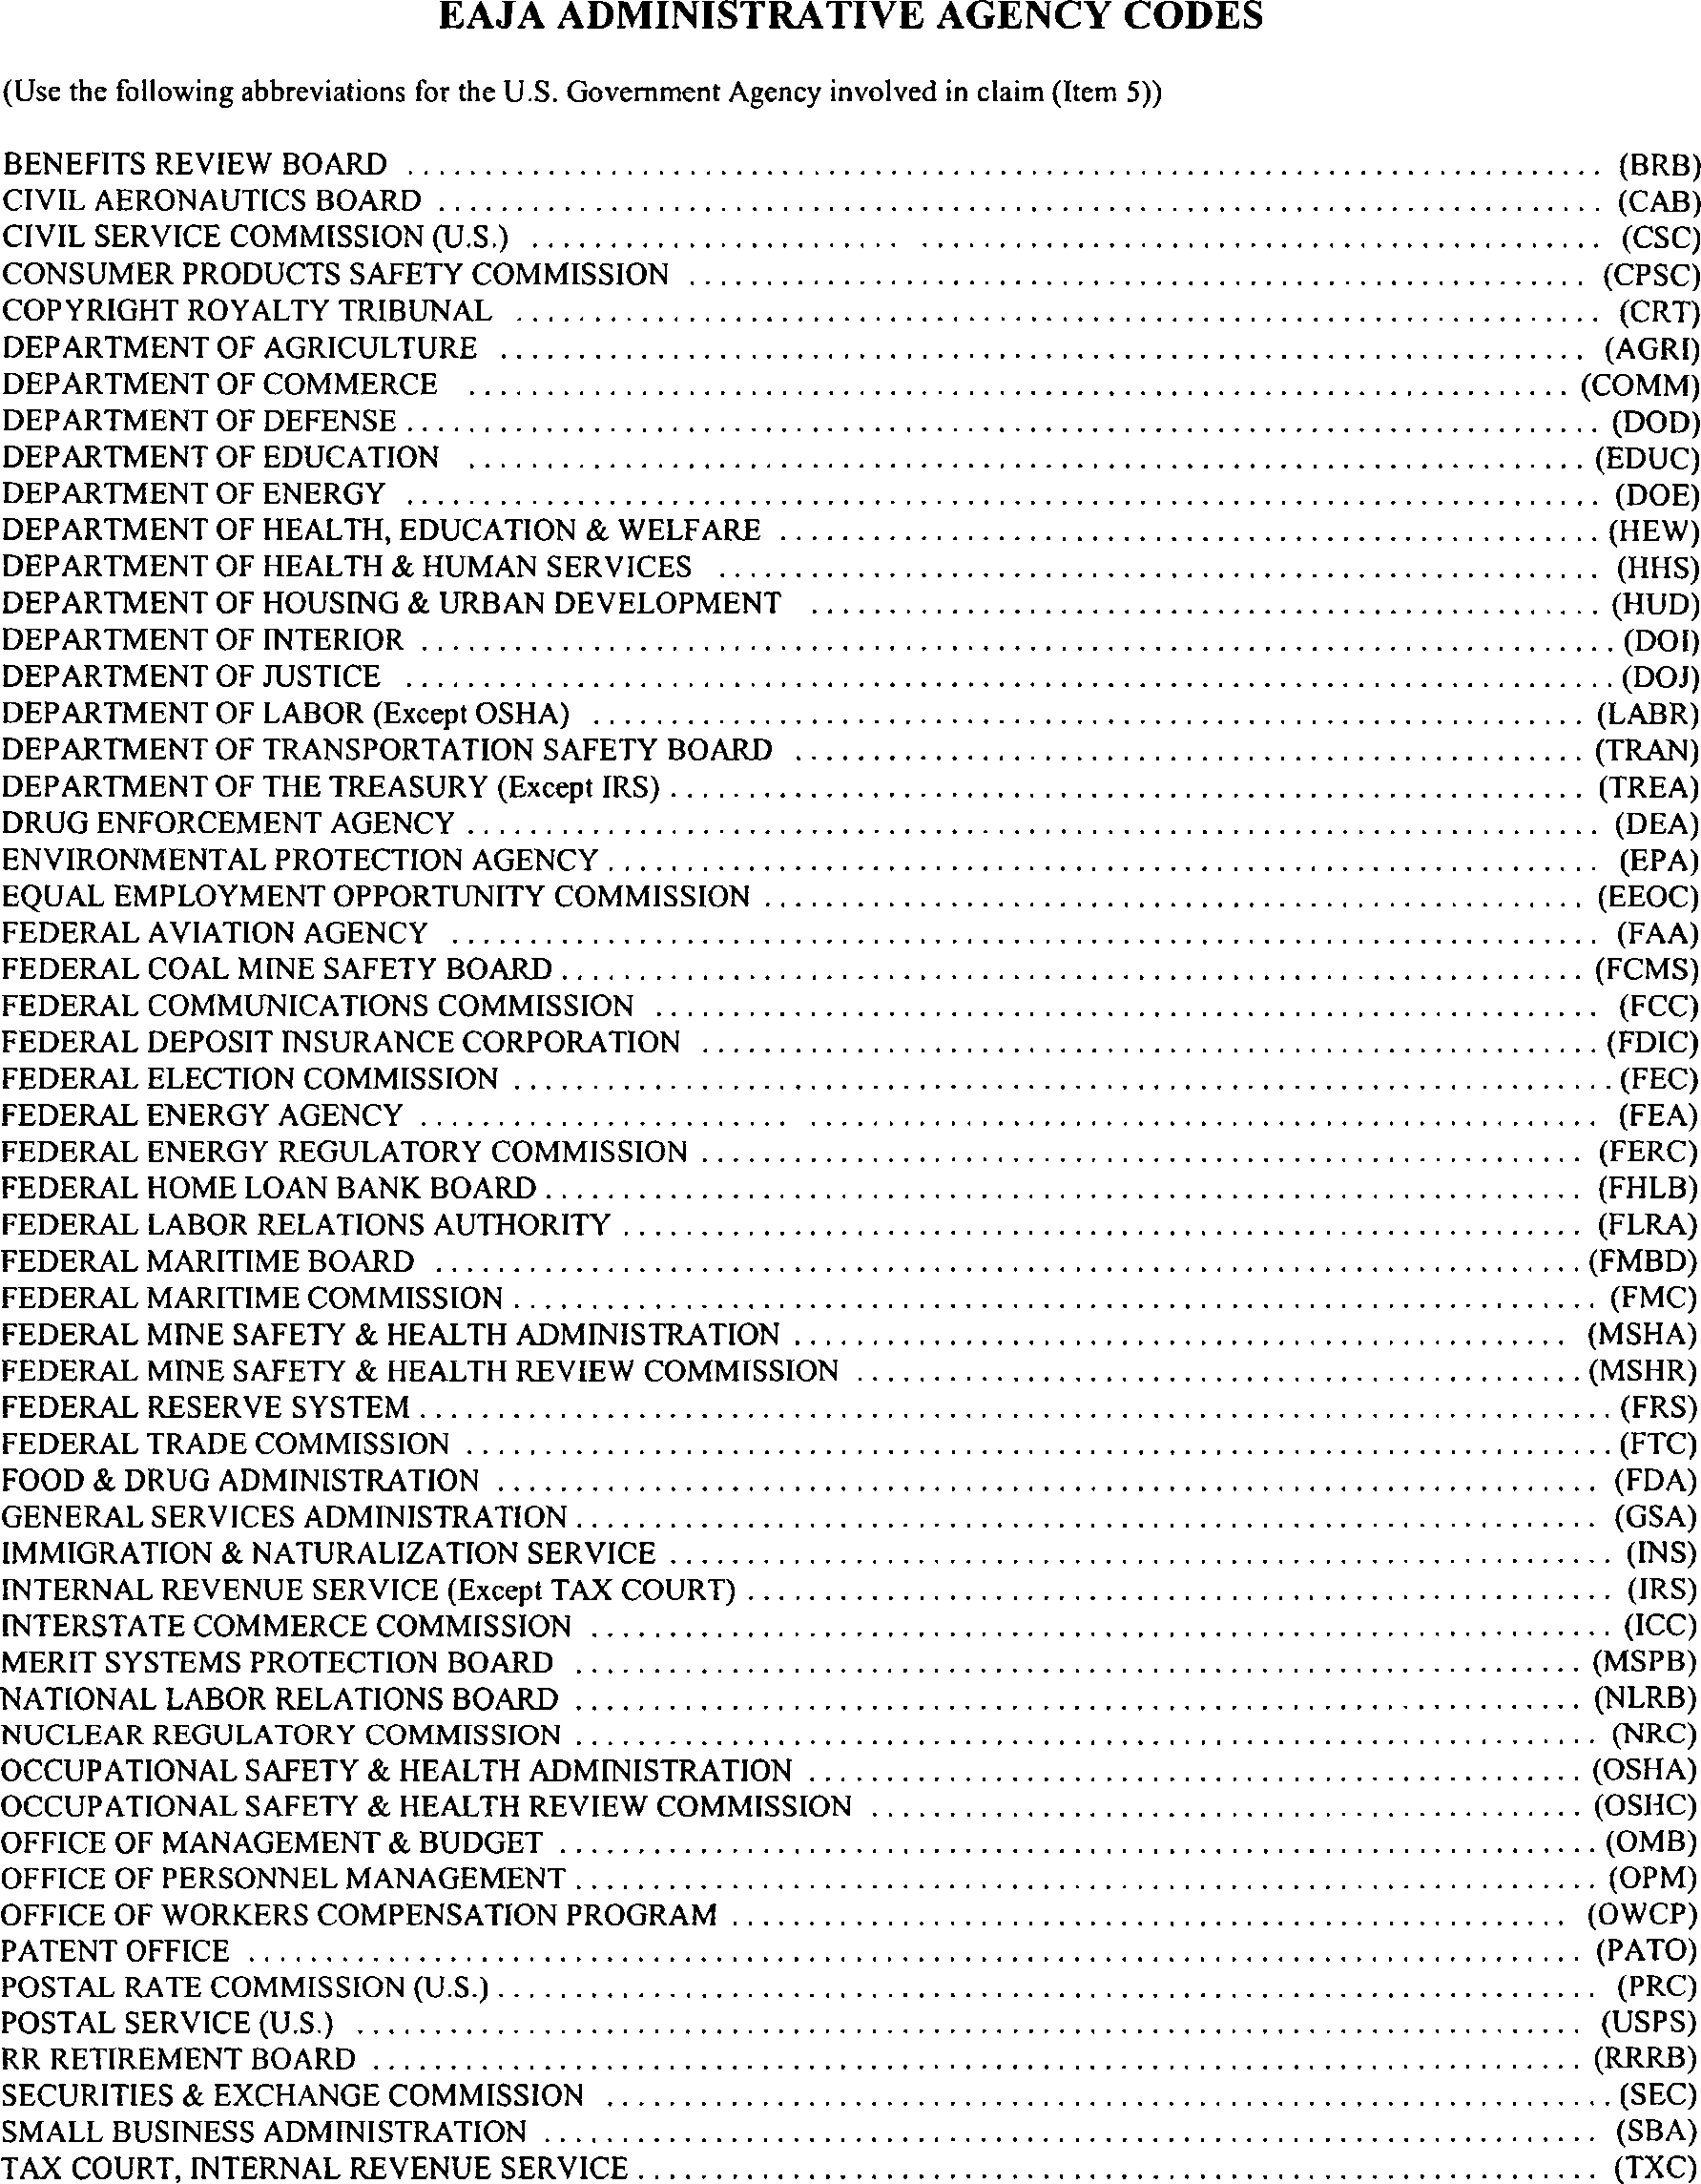 EAJA ADMINISTRATIVE AGENCY CODES
(Use the following abbreviations for the U.S. Government Agency involved in claim (Item 5))
BENEFITS REVIEW BOARD (BRB)
CIVIL AERONAUTICS BOARD (CAB)
CIVIL SERVICE COMMISSION (U.S.) (CSC)
CONSUMER PRODUCTS SAFETY COMMISSION (CPSC)
COPYRIGHT ROYALTY TRIBUNAL (CRT)
DEPARTMENT OF AGRICULTURE (AGRI)
DEPARTMENT OF COMMERCE (COMM)
DEPARTMENT OF DEFENSE (DOD)
DEPARTMENT OF EDUCATION (EDUC)
DEPARTMENT OF ENERGY (DOE)
DEPARTMENT OF HEALTH, EDUCATION & WELFARE (HEW)
DEPARTMENT OF HEALTH & HUMAN SERVICES (HHS)
DEPARTMENT OF HOUSING & URBAN DEVELOPMENT (HUD)
DEPARTMENT OF INTERIOR (DOI)
DEPARTMENT OF JUSTICE (DOJ)
DEPARTMENT OF LABOR (Except OSHA) (LABR)
DEPARTMENT OF TRANSPORTATION SAFETY BOARD (TRAN)
DEPARTMENT OF THE TREASURY (Except IRS) (TREA)
DRUG ENFORCEMENT AGENCY (DEA)
ENVIRONMENTAL PROTECTION AGENCY (EPA)
EQUAL EMPLOYMENT OPPORTUNITY COMMISSION (EEOC)
FEDERAL AVIATION AGENCY (FAA)
FEDERAL COAL MINE SAFETY BOARD (FCMS)
FEDERAL COMMUNICATIONS COMMISSION (FCC)
FEDERAL DEPOSIT INSURANCE CORPORATION (FDIC)
FEDERAL ELECTION COMMISSION (FEC)
FEDERAL ENERGY AGENCY (FEA)
FEDERAL ENERGY REGULATORY COMMISSION (FERC)
FEDERAL HOME LOAN BANK BOARD (FHLB)
FEDERAL LABOR RELATIONS AUTHORITY (FLRA)
FEDERAL MARITIME BOARD (FMBD)
FEDERAL MARITIME COMMISSION (FMC)
FEDERAL MINE SAFETY & HEALTH ADMINISTRATION (MSHA)
FEDERAL MINE SAFETY & HEALTH REVIEW COMMISSION (MSHR)
FEDERAL RESERVE SYSTEM (FRS)
FEDERAL TRADE COMMISSION (FTC)
FOOD & DRUG ADMINISTRATION (FDA)
GENERAL SERVICES ADMINISTRATION (GSA)
IMMIGRATION & NATURALIZATION SERVICE (INS)
INTERNAL REVENUE SERVICE (Except TAX COURT) (IRS)
INTERSTATE COMMERCE COMMISSION (ICC)
MERIT SYSTEMS PROTECTION BOARD (MSPB)
NATIONAL LABOR RELATIONS BOARD (NLRB)
NUCLEAR REGULATORY COMMISSION (NRC)
OCCUPATIONAL SAFETY & HEALTH ADMINISTRATION (OSHA)
OCCUPATIONAL SAFETY & HEALTH REVIEW COMMISSION (OSHC)
OFFICE OF MANAGEMENT & BUDGET (OMB)
OFFICE OF PERSONNEL MANAGEMENT (OPM)
OFFICE OF WORKERS COMPENSATION PROGRAM (OWCP)
PATENT OFFICE (PATO)
POSTAL RATE COMMISSION (U.S.) (PRC)
POSTAL SERVICE (U.S.) (USPS)
RR RETIREMENT BOARD (RRRB)
SECURITIES & EXCHANGE COMMISSION (SEC)
SMALL BUSINESS ADMINISTRATION (SBA)
TAX COURT, INTERNAL REVENUE SERVICE (TXC)